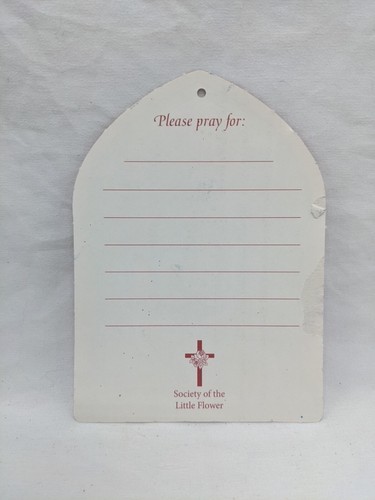 Please pray for:
Society of the
Little Flower